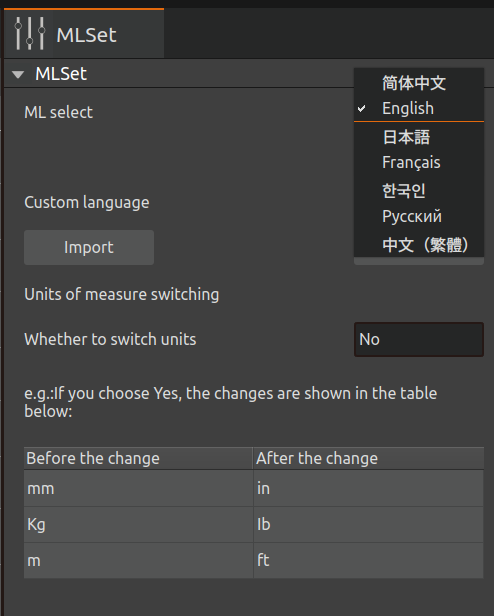 MLSet
MLSet
ML select
简体中文
English
日本語
Français
한국인
Русский
中文（繁體）
Custom language
Import
Units of measure switching
Whether to switch units
No
e.g.:If you choose Yes, the changes are shown in the table
below:
Before the change
After the change
mm
in
Kg
Ib
m
ft